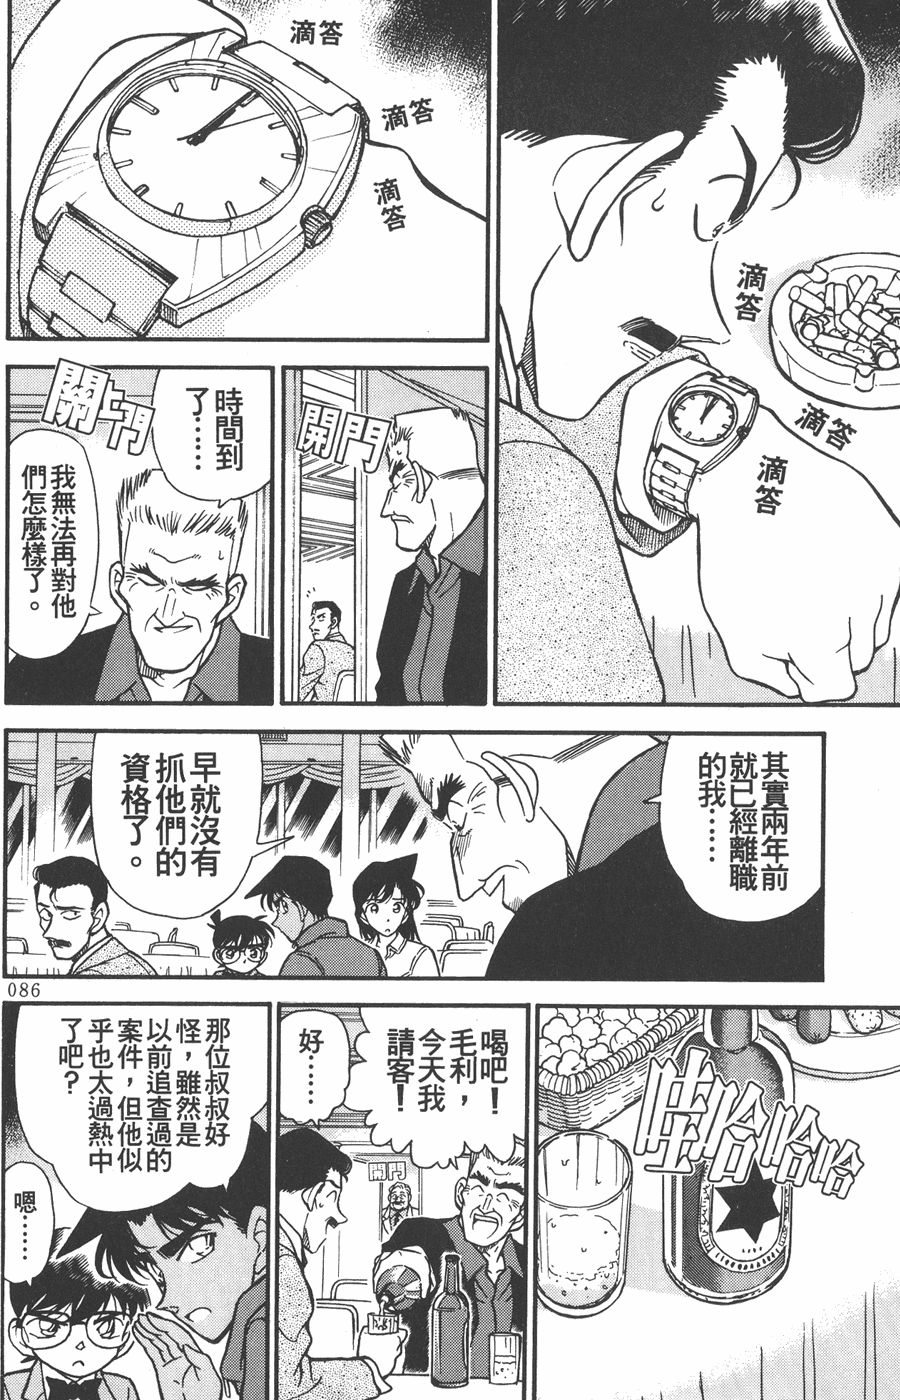 滴答
滴答
滴答
滴答
滴答
滴答
開門
時間到
了……
關上門
我無法再對他
們怎麼樣了。
其實兩年前
就已經離職
的我……
早就沒有
抓他們的
資格了。
086
哇哈哈哈
喝吧！
毛利，
今天我
請客！
好……
開門
那位叔叔好
怪，雖然是
以前追查過的
案件，但他似
乎也太過熱中
了吧？
嗯……